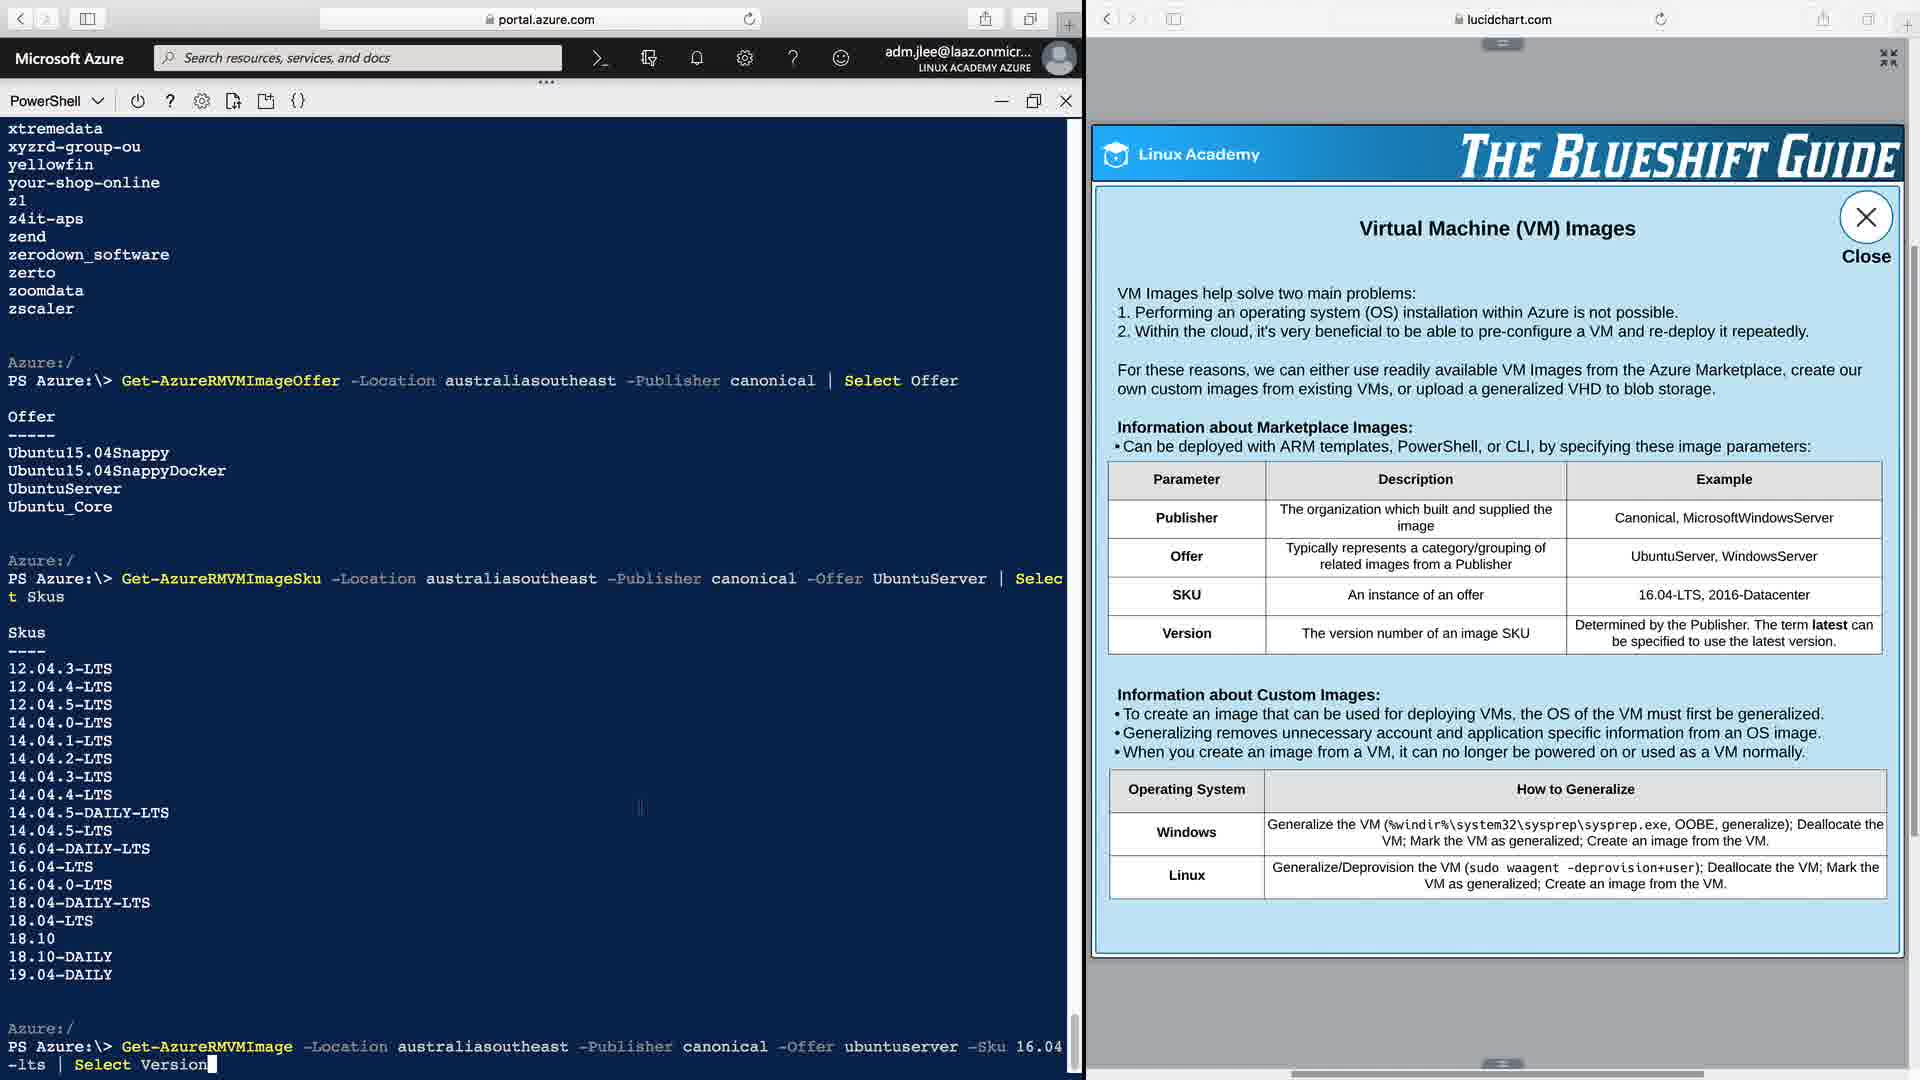 portal.azure.com
Microsoft Azure
Search resources, services, and docs
adm.jlee@laaz.onmicr...
LINUX ACADEMY AZURE
PowerShell
xtremedata
xyzrd-group-ou
yellowfin
your-shop-online
z1
z4it-aps
zend
zerodown_software
zerto
zoomdata
zscaler
Azure:/
PS Azure:\> Get-AzureRMVMImageOffer -Location australiasoutheast -Publisher canonical | Select Offer
Offer
-----
Ubuntu15.04Snappy
Ubuntu15.04SnappyDocker
UbuntuServer
Ubuntu_Core
Azure:/
PS Azure:\> Get-AzureRMVMImageSku -Location australiasoutheast -Publisher canonical -Offer UbuntuServer | Selec
t Skus
Skus
----
12.04.3-LTS
12.04.4-LTS
12.04.5-LTS
14.04.0-LTS
14.04.1-LTS
14.04.2-LTS
14.04.3-LTS
14.04.4-LTS
14.04.5-DAILY-LTS
14.04.5-LTS
16.04-DAILY-LTS
16.04-LTS
16.04.0-LTS
18.04-DAILY-LTS
18.04-LTS
18.10
18.10-DAILY
19.04-DAILY
Azure:/
PS Azure:\> Get-AzureRMVMImage -Location australiasoutheast -Publisher canonical -Offer ubuntuserver -Sku 16.04
-lts | Select Version
lucidchart.com
Linux Academy
THE BLUESHIFT GUIDE
Virtual Machine (VM) Images
Close
VM Images help solve two main problems:
1. Performing an operating system (OS) installation within Azure is not possible.
2. Within the cloud, it's very beneficial to be able to pre-configure a VM and re-deploy it repeatedly.
For these reasons, we can either use readily available VM Images from the Azure Marketplace, create our
own custom images from existing VMs, or upload a generalized VHD to blob storage.
Information about Marketplace Images:
• Can be deployed with ARM templates, PowerShell, or CLI, by specifying these image parameters:
Parameter Description Example
Publisher The organization which built and supplied the Canonical, MicrosoftWindowsServer
image
Offer Typically represents a category/grouping of UbuntuServer, WindowsServer
related images from a Publisher
SKU An instance of an offer 16.04-LTS, 2016-Datacenter
Version The version number of an image SKU Determined by the Publisher. The term latest can
be specified to use the latest version.
Information about Custom Images:
• To create an image that can be used for deploying VMs, the OS of the VM must first be generalized.
• Generalizing removes unnecessary account and application specific information from an OS image.
• When you create an image from a VM, it can no longer be powered on or used as a VM normally.
Operating System How to Generalize
Windows Generalize the VM (%windir%\system32\sysprep\sysprep.exe, OOBE, generalize); Deallocate the
VM; Mark the VM as generalized; Create an image from the VM.
Linux Generalize/Deprovision the VM (sudo waagent -deprovision+user); Deallocate the VM; Mark the
VM as generalized; Create an image from the VM.